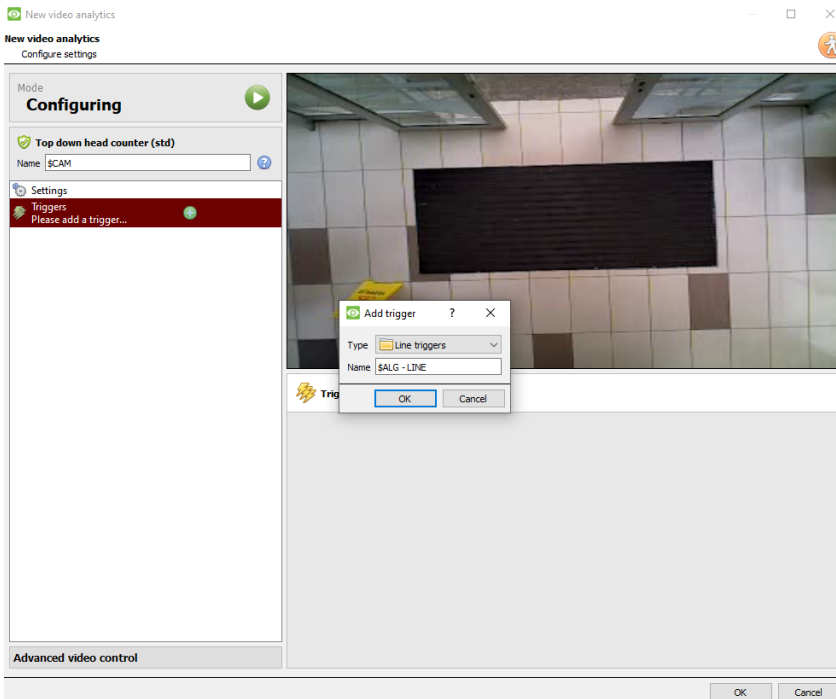 New video analytics
New video analytics
Configure settings
Mode
Configuring
Top down head counter (std)
Name $CAM
Settings
Triggers
Please add a trigger...
Add trigger ?
Type Line triggers
Name $ALG - LINE
OK Cancel
Trig
Advanced video control
OK Cancel